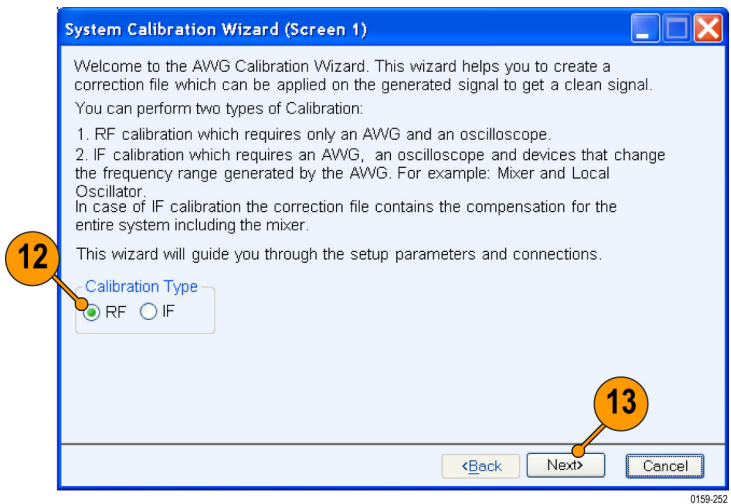 System Calibration Wizard (Screen 1)
Welcome to the AWG Calibration Wizard. This wizard helps you to create a
correction file which can be applied on the generated signal to get a clean signal.
You can perform two types of Calibration:
1. RF calibration which requires only an AWG and an oscilloscope.
2. IF calibration which requires an AWG, an oscilloscope and devices that change
the frequency range generated by the AWG. For example: Mixer and Local
Oscillator.
In case of IF calibration the correction file contains the compensation for the
entire system including the mixer.
This wizard will guide you through the setup parameters and connections.
12
Calibration Type
RF IF
13
<Back Next> Cancel
0159-252